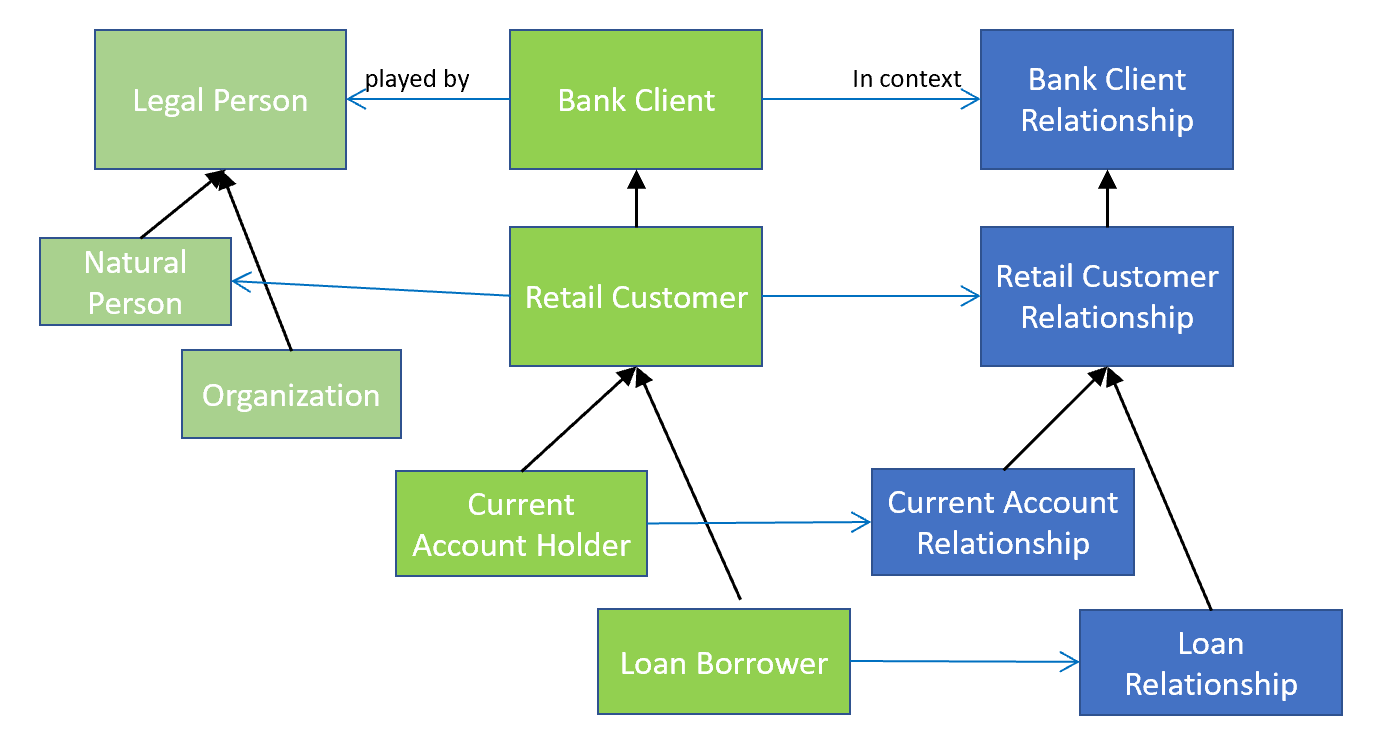 Legal Person
played by
Bank Client
In context
Bank Client
Relationship
Natural
Person
Retail Customer
Retail Customer
Relationship
Organization
Current
Account Holder
Current Account
Relationship
Loan Borrower
Loan
Relationship